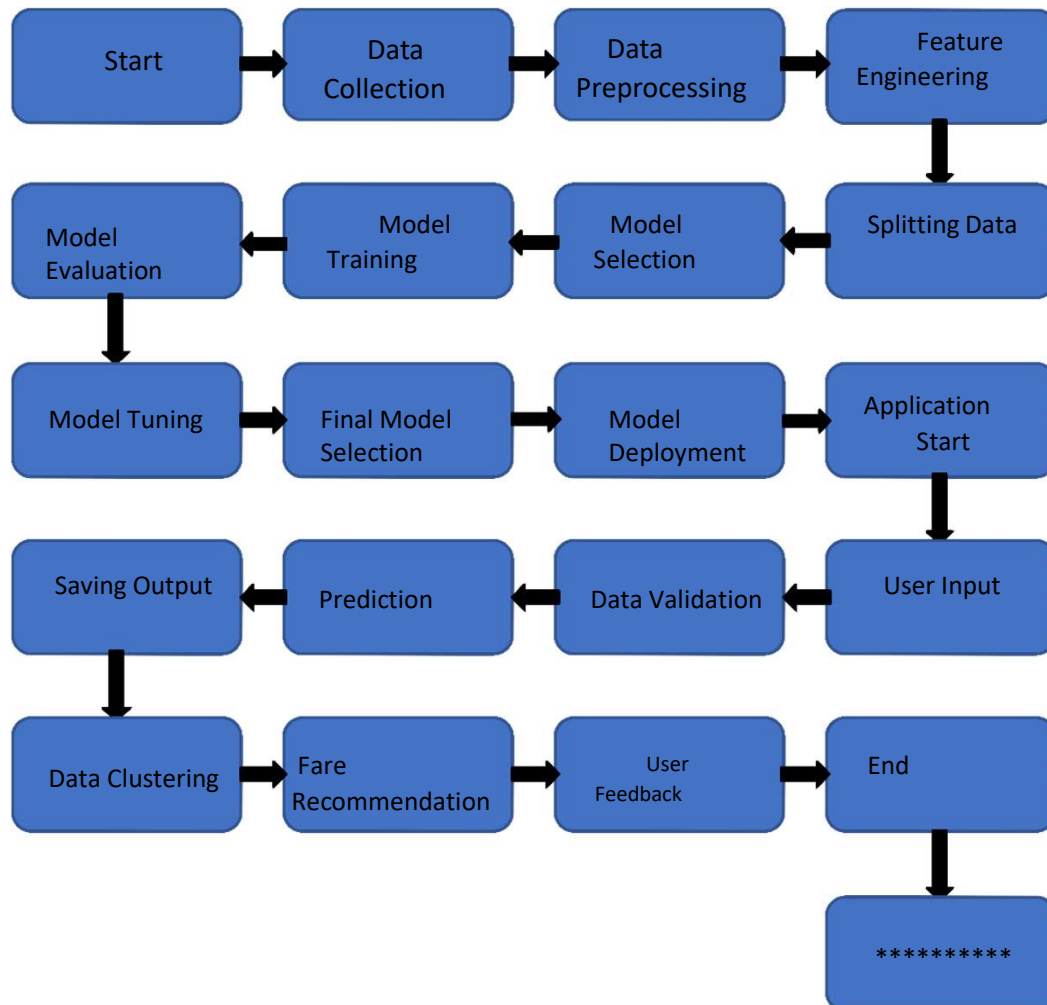 Start
Data
Collection
Data
Preprocessing
Feature
Engineering
Splitting Data
Model
Selection
Model
Training
Model
Evaluation
Model Tuning
Final Model
Selection
Model
Deployment
Application
Start
User Input
Data Validation
Prediction
Saving Output
Data Clustering
Fare
Recommendation
User
Feedback
End
**********